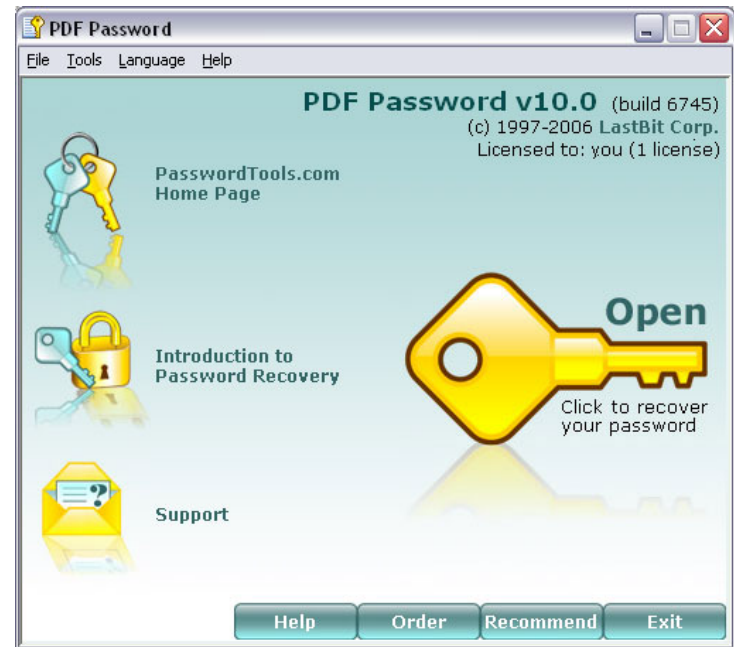 PDF Password
File Tools Language Help
PDF Password v10.0 (build 6745)
(c) 1997-2006 LastBit Corp.
Licensed to: you (1 license)
PasswordTools.com
Home Page
Open
Click to recover
your password
Introduction to
Password Recovery
?
Support
Help Order Recommend Exit